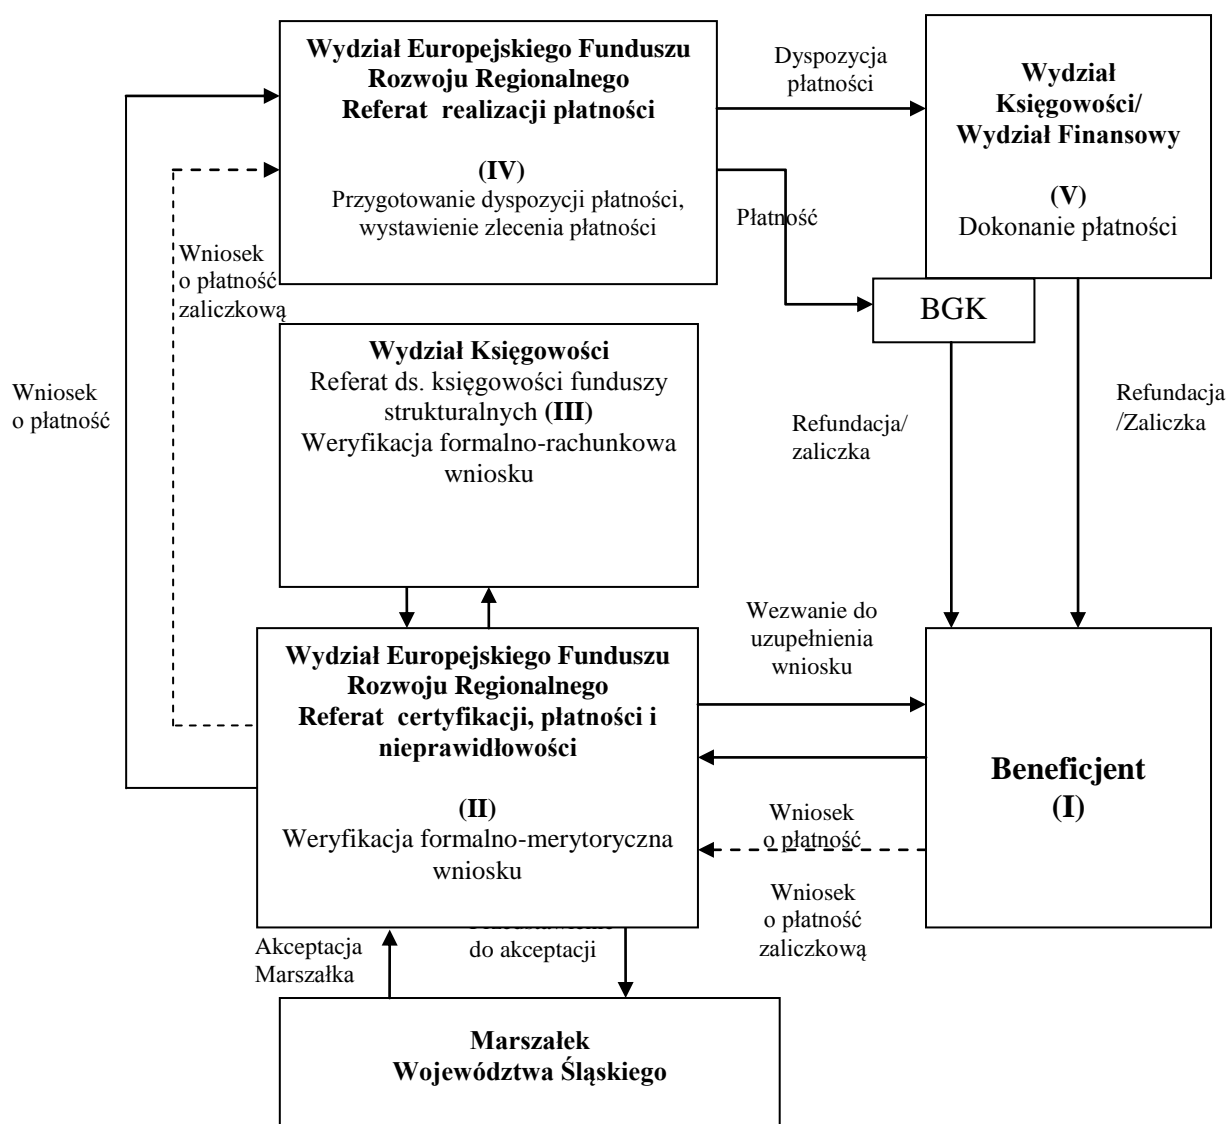 Wydział Europejskiego Funduszu
Rozwoju Regionalnego
Referat realizacji płatności
(IV)
Przygotowanie dyspozycji płatności,
wystawienie zlecenia płatności
Dyspozycja
płatności
Wydział
Księgowości/
Wydział Finansowy
(V)
Dokonanie płatności
Płatność
BGK
Wniosek
o płatność
zaliczkową
Wniosek
o płatność
Wydział Księgowości
Referat ds. księgowości funduszy
strukturalnych (III)
Weryfikacja formalno-rachunkowa
wniosku
Refundacja/
zaliczka
Refundacja
/Zaliczka
Wydział Europejskiego Funduszu
Rozwoju Regionalnego
Referat certyfikacji, płatności i
nieprawidłowości
(II)
Weryfikacja formalno-merytoryczna
wniosku
Wezwanie do
uzupełnienia
wniosku
Beneficjent
(I)
Wniosek
o płatność
Wniosek
o płatność
zaliczkową
Akceptacja
Marszałka
do akceptacji
Marszałek
Województwa Śląskiego